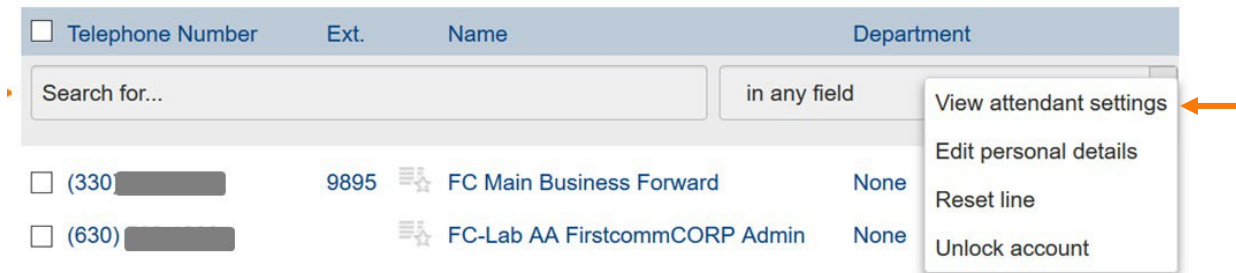 Telephone Number Ext. Name Department
Search for... in any field
View attendant settings
Edit personal details
Reset line
Unlock account
(330) 9895 FC Main Business Forward None
(630) FC-Lab AA FirstcommCORP Admin None